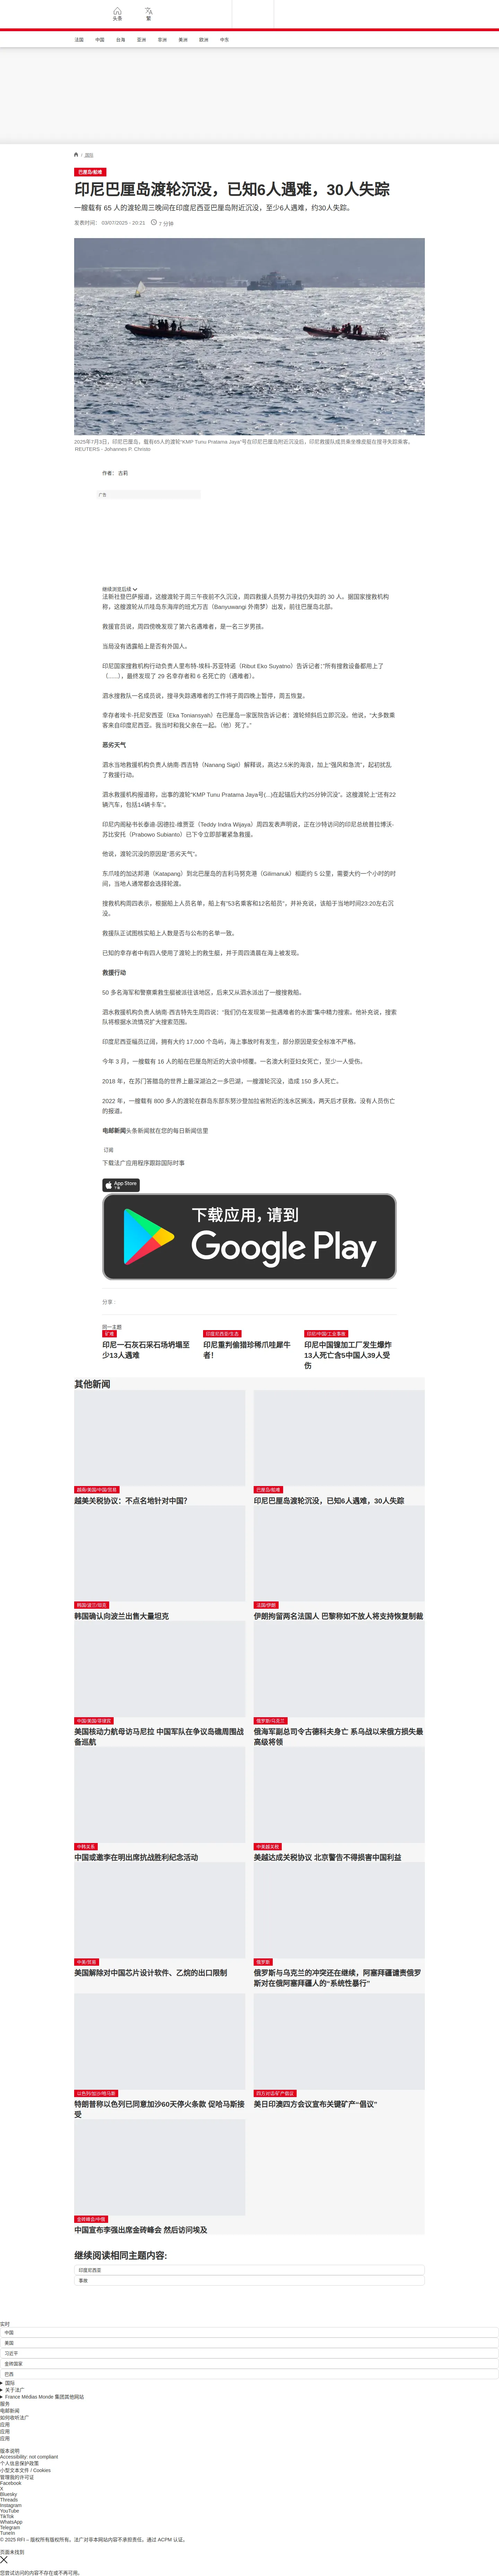 头条
繁
法国
中国
台海
亚洲
非洲
美洲
欧洲
中东
/ 国际
巴厘岛/船难
印尼巴厘岛渡轮沉没，已知6人遇难，30人失踪
一艘载有 65 人的渡轮周三晚间在印度尼西亚巴厘岛附近沉没，至少6人遇难，约30人失踪。
发表时间： 03/07/2025 - 20:21
7 分钟
2025年7月3日，印尼巴厘岛，载有65人的渡轮“KMP Tunu Pratama Jaya”号在印尼巴厘岛附近沉没后，印尼救援队成员乘坐橡皮艇在搜寻失踪乘客。
REUTERS - Johannes P. Christo
作者： 古莉
广告
继续浏览后续
法新社登巴萨报道，这艘渡轮于周三午夜前不久沉没，周四救援人员努力寻找仍失踪的 30 人。据国家搜救机构
称，这艘渡轮从爪哇岛东海岸的班尤万吉（Banyuwangi 外南梦）出发，前往巴厘岛北部。
救援官员说，周四傍晚发现了第六名遇难者，是一名三岁男孩。
当局没有透露船上是否有外国人。
印尼国家搜救机构行动负责人里布特-埃科-苏亚特诺（Ribut Eko Suyatno）告诉记者:"所有搜救设备都用上了
（......），最终发现了 29 名幸存者和 6 名死亡的（遇难者）。
泗水搜救队一名成员说，搜寻失踪遇难者的工作将于周四晚上暂停，周五恢复。
幸存者埃卡-托尼安西亚（Eka Toniansyah）在巴厘岛一家医院告诉记者：渡轮倾斜后立即沉没。他说，“大多数乘
客来自印度尼西亚。我当时和我父亲在一起。（他）死了。”
恶劣天气
泗水当地救援机构负责人纳南-西吉特（Nanang Sigit）解释说，高达2.5米的海浪，加上“强风和急流”，起初扰乱
了救援行动。
泗水救援机构报道称，出事的渡轮“KMP Tunu Pratama Jaya号(...)在起锚后大约25分钟沉没”。这艘渡轮上“还有22
辆汽车，包括14辆卡车”。
印尼内阁秘书长泰迪-因德拉-维贾亚（Teddy Indra Wijaya）周四发表声明说，正在沙特访问的印尼总统普拉博沃-
苏比安托（Prabowo Subianto）已下令立即部署紧急救援。
他说，渡轮沉没的原因是“恶劣天气”。
东爪哇的加达邦港（Katapang）到北巴厘岛的吉利马努克港（Gilimanuk）相距约 5 公里，需要大约一个小时的时
间，当地人通常都会选择轮渡。
搜救机构周四表示，根据船上人员名单，船上有“53名乘客和12名船员”，并补充说，该船于当地时间23:20左右沉
没。
救援队正试图核实船上人数是否与公布的名单一致。
已知的幸存者中有四人使用了渡轮上的救生艇，并于周四清晨在海上被发现。
救援行动
50 多名海军和警察乘救生艇被派往该地区，后来又从泗水派出了一艘搜救船。
泗水救援机构负责人纳南·西吉特先生周四说：“我们仍在发现第一批遇难者的水面”集中精力搜索。他补充说，搜索
队将根据水流情况扩大搜索范围。
印度尼西亚幅员辽阔，拥有大约 17,000 个岛屿，海上事故时有发生，部分原因是安全标准不严格。
今年 3 月，一艘载有 16 人的船在巴厘岛附近的大浪中倾覆。一名澳大利亚妇女死亡，至少一人受伤。
2018 年，在苏门答腊岛的世界上最深湖泊之一多巴湖，一艘渡轮沉没，造成 150 多人死亡。
2022 年，一艘载有 800 多人的渡轮在群岛东部东努沙登加拉省附近的浅水区搁浅，两天后才获救。没有人员伤亡
的报道。
电邮新闻头条新闻就在您的每日新闻信里
订阅
下载法广应用程序跟踪国际时事
App Store
下载
下载应用，请到
Google Play
分享 :
同一主题
矿难
印尼一石灰石采石场坍塌至少13人遇难
印度尼西亚/生态
印尼重判偷猎珍稀爪哇犀牛者！
印尼/中国/工业事故
印尼中国镍加工厂发生爆炸 13人死亡含5中国人39人受伤
其他新闻
越南/美国/中国/贸易
越美关税协议：不点名地针对中国？
巴厘岛/船难
印尼巴厘岛渡轮沉没，已知6人遇难，30人失踪
韩国/波兰/坦克
韩国确认向波兰出售大量坦克
法国/伊朗
伊朗拘留两名法国人 巴黎称如不放人将支持恢复制裁
中国/美国/菲律宾
美国核动力航母访马尼拉 中国军队在争议岛礁周围战备巡航
俄罗斯/乌克兰
俄海军副总司令古德科夫身亡 系乌战以来俄方损失最高级将领
中韩关系
中国或邀李在明出席抗战胜利纪念活动
中美越关税
美越达成关税协议 北京警告不得损害中国利益
中美/贸易
美国解除对中国芯片设计软件、乙烷的出口限制
俄罗斯
俄罗斯与乌克兰的冲突还在继续，阿塞拜疆谴责俄罗斯对在俄阿塞拜疆人的“系统性暴行”
以色列/加沙/哈马斯
特朗普称以色列已同意加沙60天停火条款 促哈马斯接受
四方对话/矿产倡议
美日印澳四方会议宣布关键矿产“倡议”
金砖峰会/中俄
中国宣布李强出席金砖峰会 然后访问埃及
继续阅读相同主题内容:
印度尼西亚
事故
实时
中国
美国
习近平
金砖国家
巴西
国际
关于法广
France Médias Monde 集团其他网站
服务
电邮新闻
如何收听法广
应用
应用
应用
版本说明
Accessibility: not compliant
个人信息保护政策
小型文本文件 / Cookies
管理我的许可证
Facebook
X
Bluesky
Threads
Instagram
YouTube
TikTok
WhatsApp
Telegram
TuneIn
© 2025 RFI – 版权所有版权所有。法广对非本网站内容不承担责任。通过 ACPM 认证。
页面未找到
您尝试访问的内容不存在或不再可用。